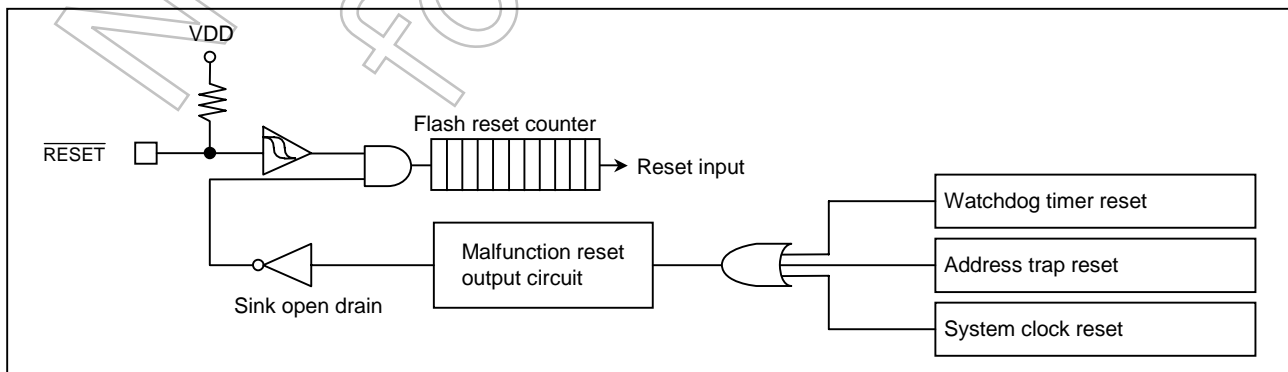 VDD
RESET
Flash reset counter
Reset input
Watchdog timer reset
Malfunction reset
output circuit
Address trap reset
Sink open drain
System clock reset